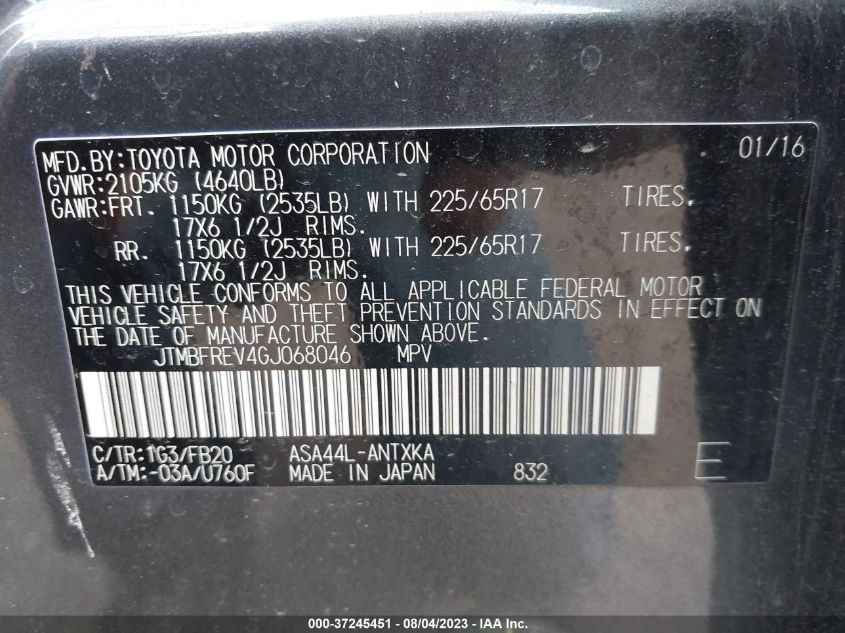 MFD.BY:TOYOTA MOTOR CORPORATION 01/16
GVWR:2105KG (4640LB)
GAWR:FRT. 1150KG (2535LB) WITH 225/65R17 TIRES,
17X6 1/2J RIMS.
RR. 1150KG (2535LB) WITH 225/65R17 TIRES,
17X6 1/2J RIMS.
THIS VEHICLE CONFORMS TO ALL APPLICABLE FEDERAL MOTOR
VEHICLE SAFETY AND THEFT PREVENTION STANDARDS IN EFFECT ON
THE DATE OF MANUFACTURE SHOWN ABOVE.
JTMBFREV4GJ068046 MPV
C/TR:1G3/FB20 ASA44L-ANTXKA
A/TM:-03A/U760F MADE IN JAPAN 832 E
000-37245451 - 08/04/2023 - IAA Inc.